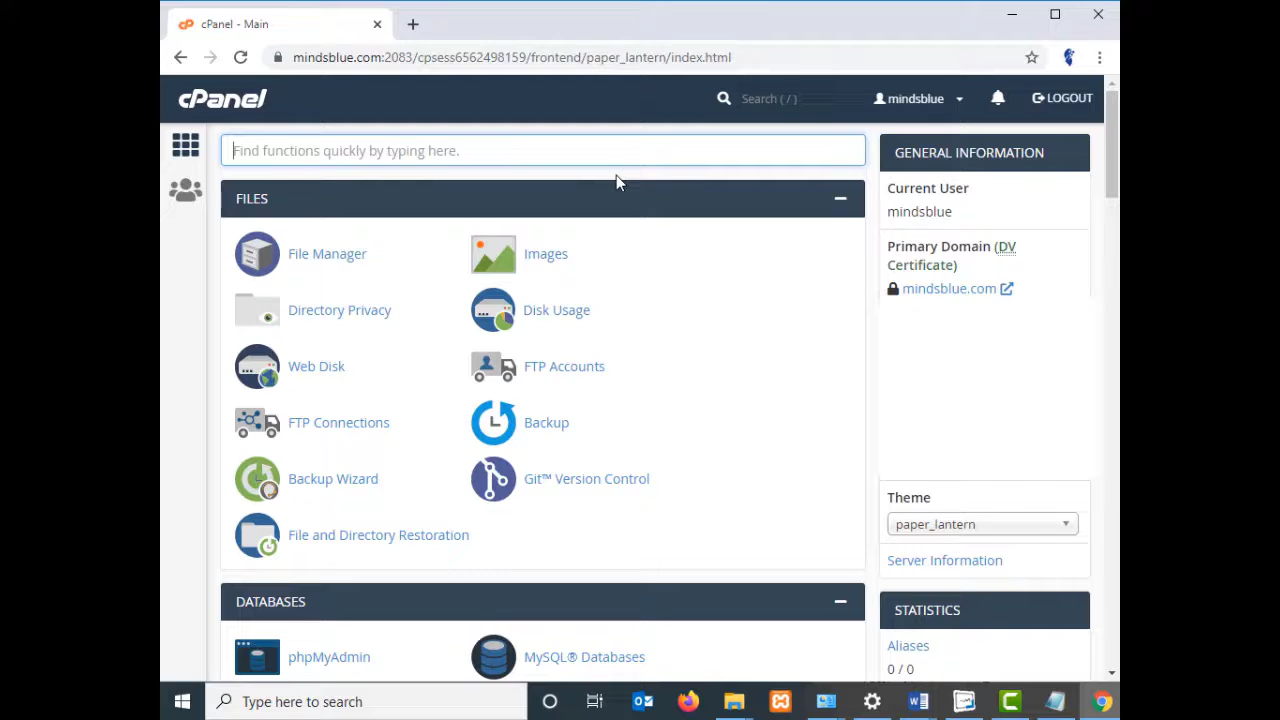 cPanel - Main
mindsblue.com:2083/cpsess6562498159/frontend/paper_lantern/index.html
cPanel
Search ( / )
mindsblue
LOGOUT
Find functions quickly by typing here.
FILES
File Manager
Images
Directory Privacy
Disk Usage
Web Disk
FTP Accounts
FTP Connections
Backup
Backup Wizard
Git™ Version Control
File and Directory Restoration
DATABASES
phpMyAdmin
MySQL® Databases
GENERAL INFORMATION
Current User
mindsblue
Primary Domain (DV
Certificate)
mindsblue.com
Theme
paper_lantern
Server Information
STATISTICS
Aliases
0 / 0
Type here to search